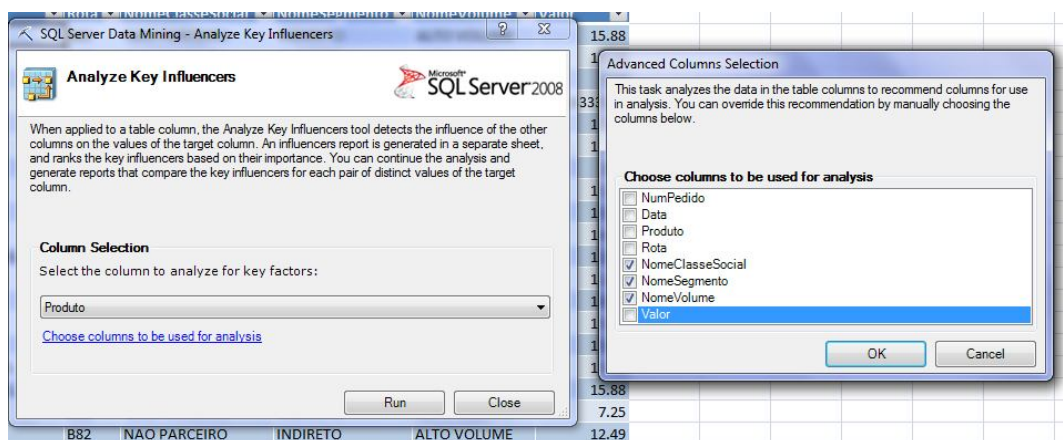 Rota NomeClasseSocial NomeSegmento NomeVolume Valor
SQL Server Data Mining - Analyze Key Influencers
15.88
Analyze Key Influencers
Microsoft®
SQL Server 2008
When applied to a table column, the Analyze Key Influencers tool detects the influence of the other
columns on the values of the target column. An influencers report is generated in a separate sheet,
and ranks the key influencers based on their importance. You can continue the analysis and
generate reports that compare the key influencers for each pair of distinct values of the target
column.
Column Selection
Select the column to analyze for key factors:
Produto
Choose columns to be used for analysis
Run
Close
Advanced Columns Selection
This task analyzes the data in the table columns to recommend columns for use
in analysis. You can override this recommendation by manually choosing the
columns below.
Choose columns to be used for analysis
NumPedido
Data
Produto
Rota
NomeClasseSocial
NomeSegmento
NomeVolume
Valor
OK
Cancel
15.88
7.25
B82 NAO PARCEIRO INDIRETO ALTO VOLUME 12.49